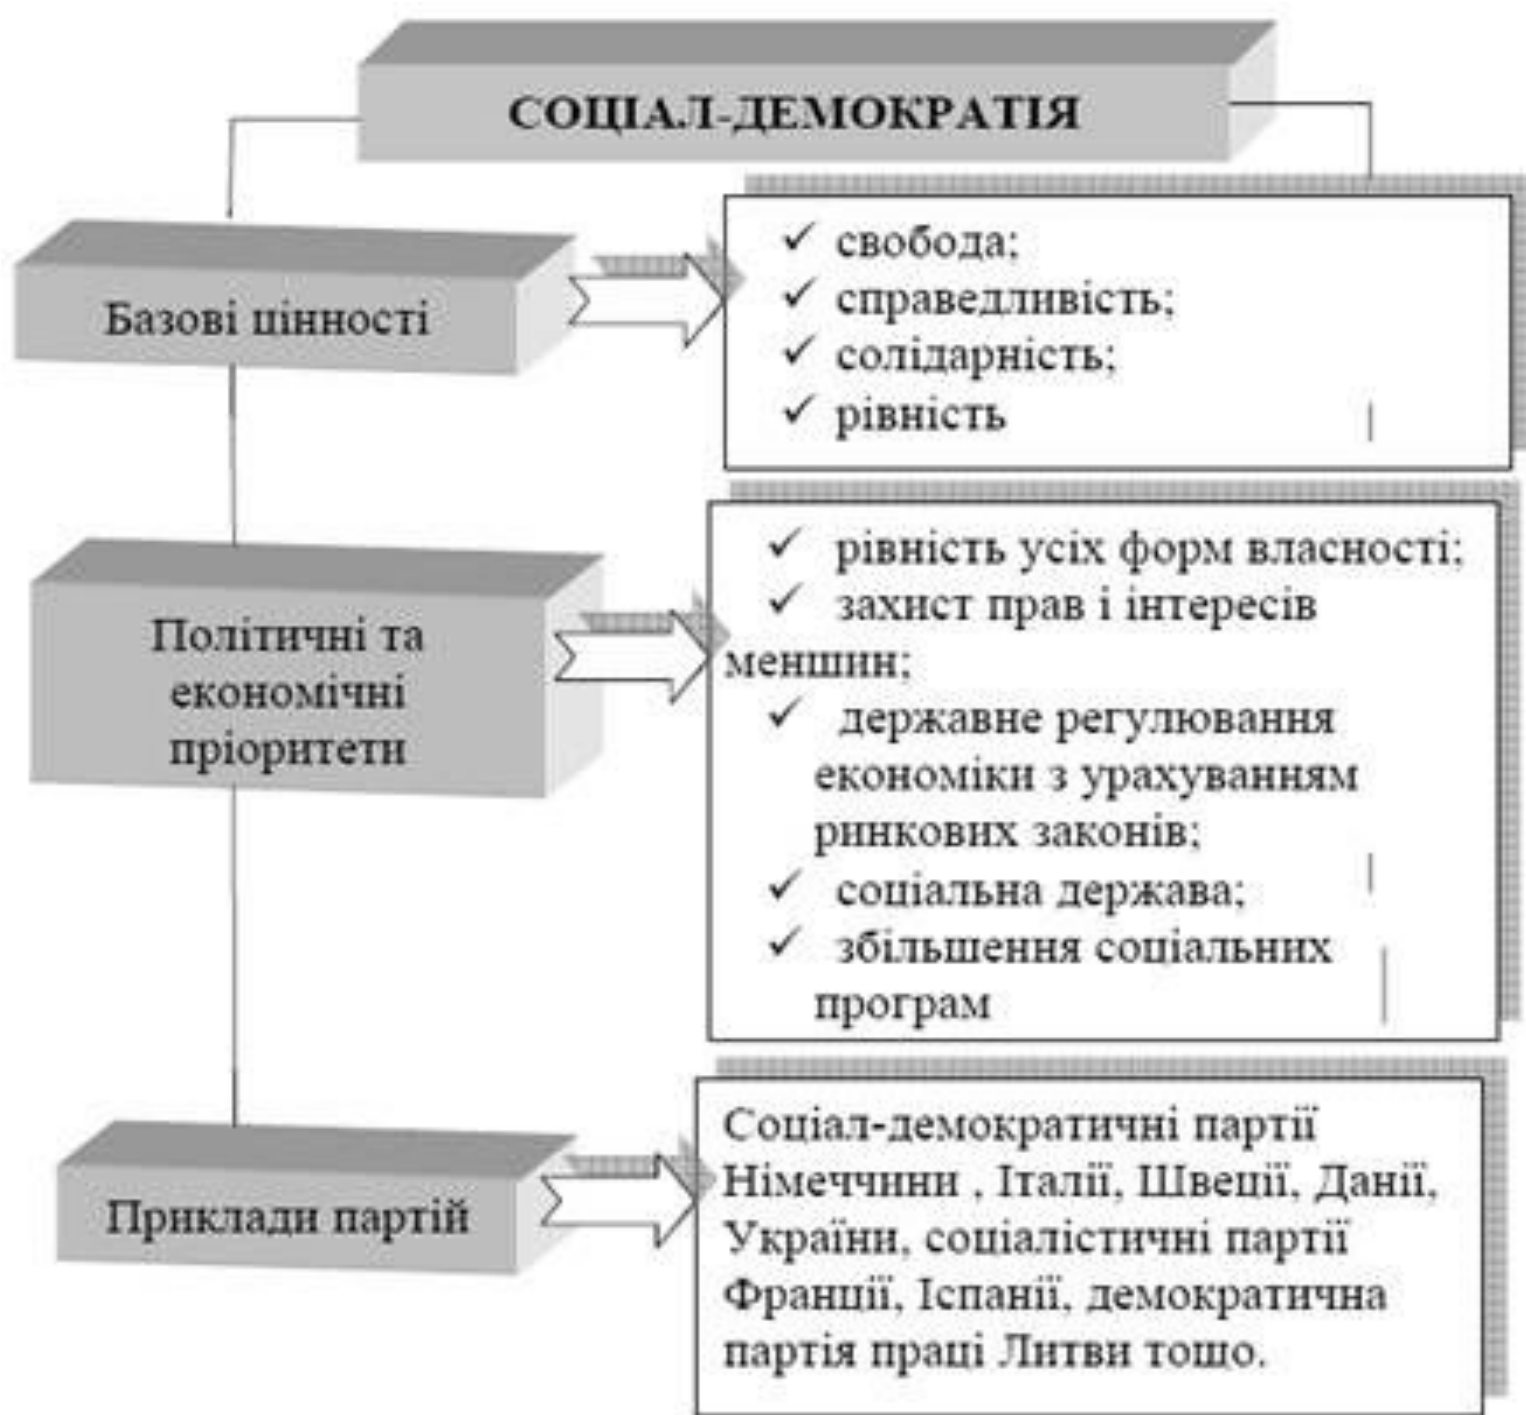 СОЦІАЛ-ДЕМОКРАТІЯ
Базові цінності
✓ свобода;
✓ справедливість;
✓ солідарність;
✓ рівність
Політичні та
економічні
пріоритети
✓ рівність усіх форм власності;
✓ захист прав і інтересів
меншин;
✓ державне регулювання
економіки з урахуванням
ринкових законів;
✓ соціальна держава;
✓ збільшення соціальних
програм
Приклади партій
Соціал-демократичні партії
Німеччини , Італії, Швеції, Данії,
України, соціалістичні партії
Франції, Іспанії, демократична
партія праці Литви тощо.